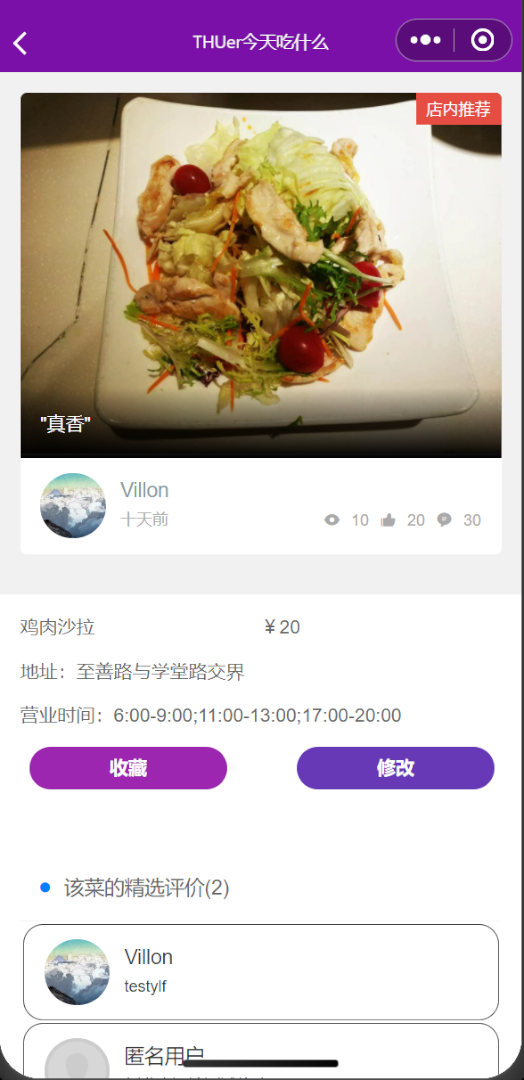 THUer今天吃什么
店内推荐
"真香"
Villon
十天前 10 20 30
鸡肉沙拉 ¥20
地址：至善路与学堂路交界
营业时间：6:00-9:00;11:00-13:00;17:00-20:00
收藏 修改
该菜的精选评价(2)
Villon
testylf
匿名用户